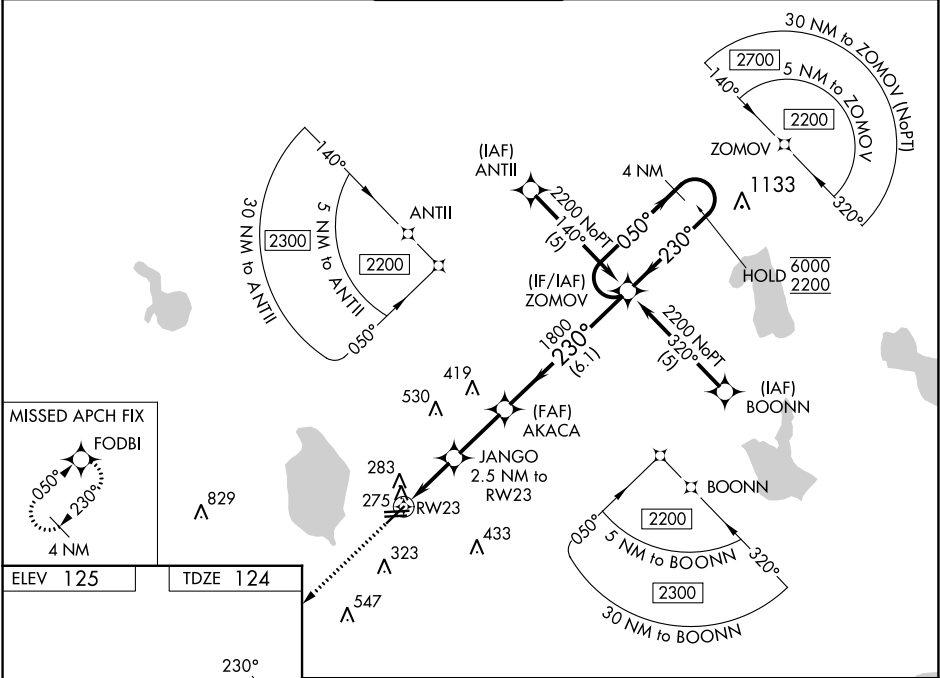 30 NM to ZOMOV (NoPT)
2700
5 NM to ZOMOV
140°
2200
ZOMOV
320°
1133
(IAF)
ANTII
4 NM
2200 NoPT
140°
(5)
050°
230°
HOLD 6000
2200
(IF/IAF)
ZOMOV
140°
ANTII
30 NM to ANTII
2300
5 NM to ANTII
2200
050°
1800
230°
(6.1)
2200 NoPT
320°
(5)
(IAF)
BOONN
419
530
(FAF)
AKACA
JANGO
2.5 NM to
RW23
283
275
RW23
829
433
323
547
BOONN
050°
2200
5 NM to BOONN
320°
2300
30 NM to BOONN
MISSED APCH FIX
FODBI
050°
230°
4 NM
ELEV 125
TDZE 124
230°